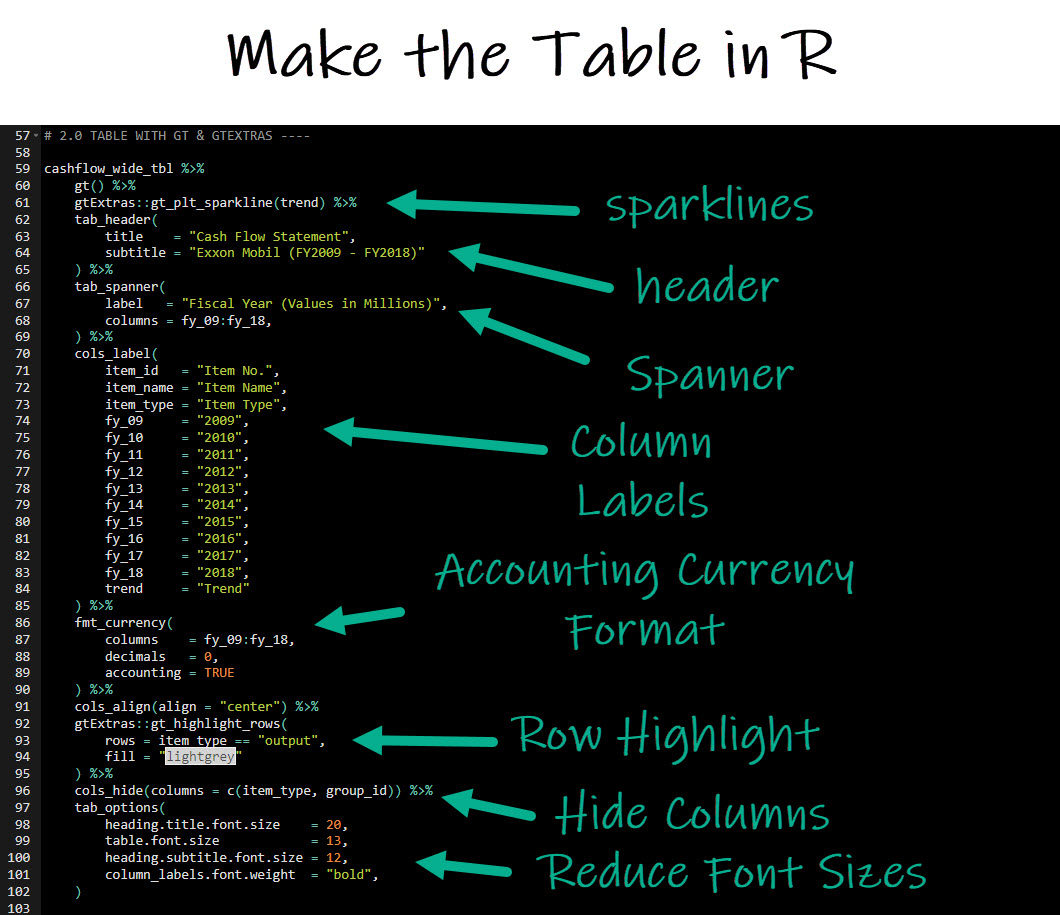 Make the Table in R
57 # 2.0 TABLE WITH GT & GTEXTRAS ----
58
59 cashflow_wide_tbl %>%
60 gt() %>%
61 gtExtras::gt_plt_sparkline(trend) %>%
sparklines
62 tab_header(
63 title = "Cash Flow Statement",
64 subtitle = "Exxon Mobil (FY2009 - FY2018)"
header
65 ) %>%
66 tab_spanner(
67 label = "Fiscal Year (Values in Millions)",
68 columns = fy_09:fy_18,
69 ) %>%
Spanner
70 cols_label(
71 item_id = "Item No.",
72 item_name = "Item Name",
73 item_type = "Item Type",
74 fy_09 = "2009",
75 fy_10 = "2010",
76 fy_11 = "2011",
77 fy_12 = "2012",
78 fy_13 = "2013",
79 fy_14 = "2014",
80 fy_15 = "2015",
81 fy_16 = "2016",
82 fy_17 = "2017",
83 fy_18 = "2018",
84 trend = "Trend"
Column
Labels
85 ) %>%
86 fmt_currency(
87 columns = fy_09:fy_18,
88 decimals = 0,
89 accounting = TRUE
Accounting Currency
Format
90 ) %>%
91 cols_align(align = "center") %>%
92 gtExtras::gt_highlight_rows(
93 rows = item_type == "output",
94 fill = "lightgrey"
Row Highlight
95 ) %>%
96 cols_hide(columns = c(item_type, group_id)) %>%
Hide Columns
97 tab_options(
98 heading.title.font.size = 20,
99 table.font.size = 13,
100 heading.subtitle.font.size = 12,
101 column_labels.font.weight = "bold",
Reduce Font Sizes
102 )
103